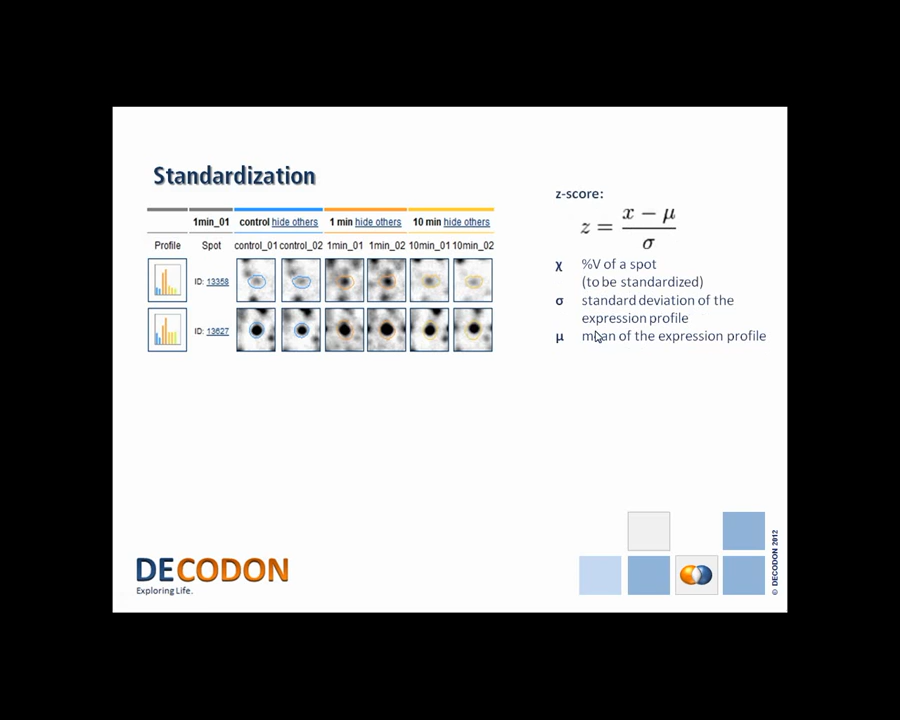 Standardization
1min_01 control hide others 1 min hide others 10 min hide others
Profile Spot control_01 control_02 1min_01 1min_02 10min_01 10min_02
ID: 13358
ID: 13627
z-score:
z = x − μ / σ
χ %V of a spot
(to be standardized)
σ standard deviation of the
expression profile
μ mean of the expression profile
DECODON
Exploring Life.
© DECODON 2012